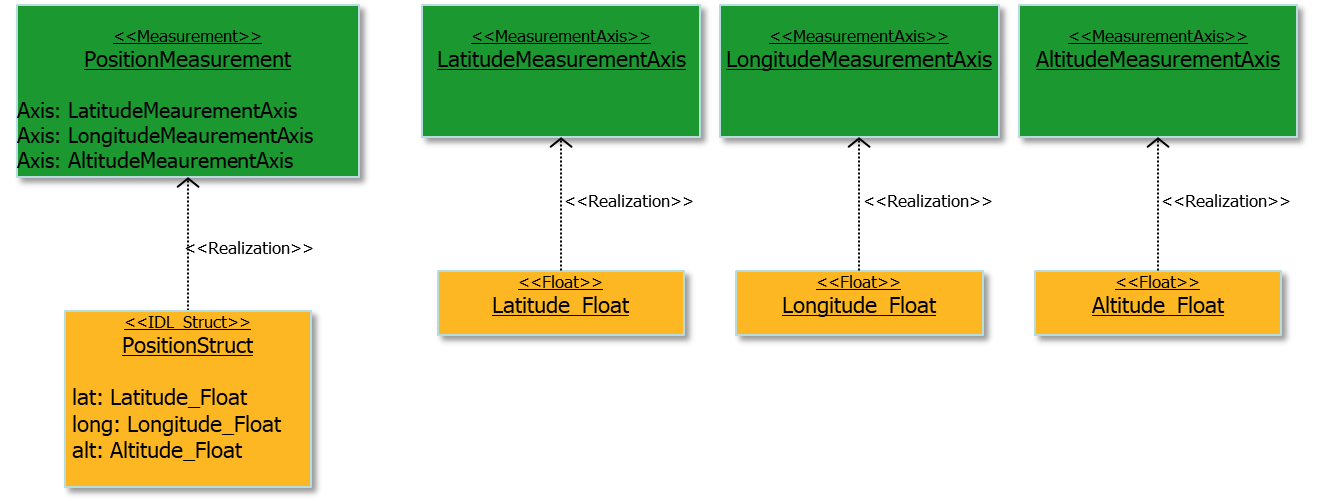 <<Measurement>>
PositionMeasurement
Axis: LatitudeMeaurementAxis
Axis: LongitudeMeaurementAxis
Axis: AltitudeMeaurementAxis
<<Realization>>
<<IDL_Struct>>
PositionStruct
lat: Latitude_Float
long: Longitude_Float
alt: Altitude_Float
<<MeasurementAxis>>
LatitudeMeasurementAxis
<<Realization>>
<<Float>>
Latitude_Float
<<MeasurementAxis>>
LongitudeMeasurementAxis
<<Realization>>
<<Float>>
Longitude_Float
<<MeasurementAxis>>
AltitudeMeasurementAxis
<<Realization>>
<<Float>>
Altitude_Float